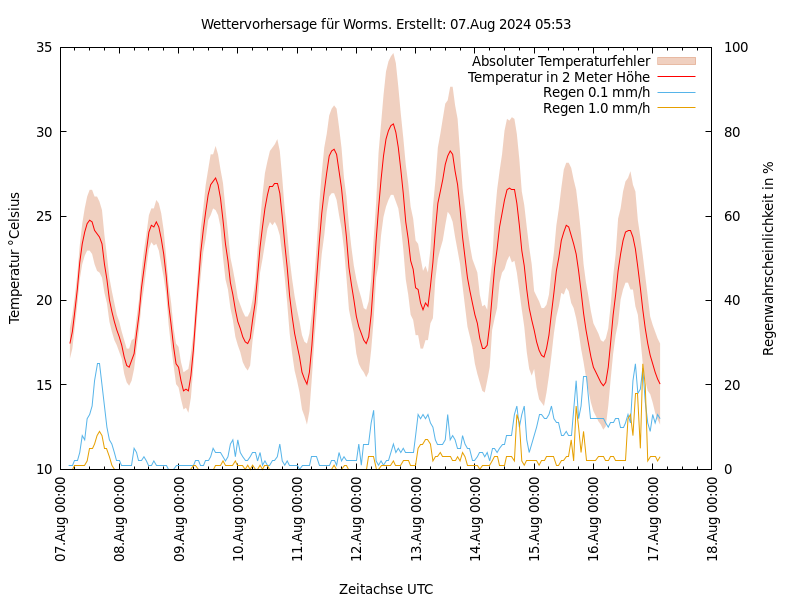 Wettervorhersage für Worms. Erstellt: 07.Aug 2024 05:53
Absoluter Temperaturfehler
Temperatur in 2 Meter Höhe
Regen 0.1 mm/h
Regen 1.0 mm/h
Temperatur °Celsius
35
30
25
20
15
10
Regenwahrscheinlichkeit in %
100
80
60
40
20
0
07.Aug 00:00
08.Aug 00:00
09.Aug 00:00
10.Aug 00:00
11.Aug 00:00
12.Aug 00:00
13.Aug 00:00
14.Aug 00:00
15.Aug 00:00
16.Aug 00:00
17.Aug 00:00
18.Aug 00:00
Zeitachse UTC